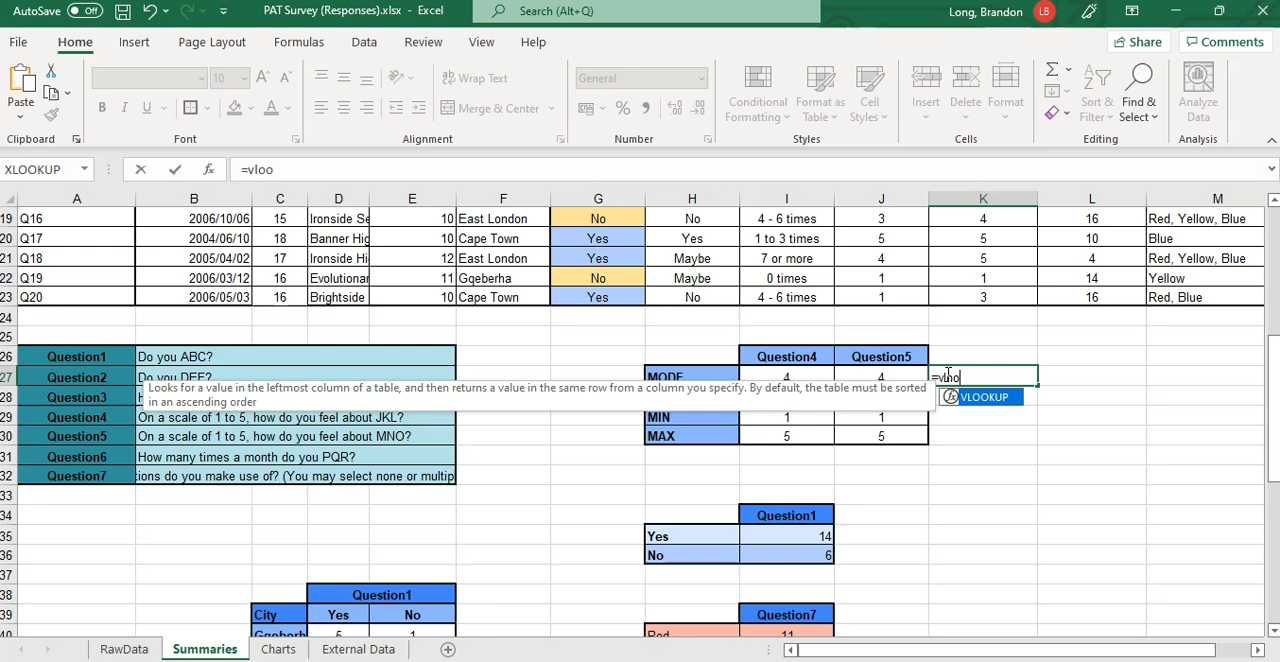 AutoSave Off PAT Survey (Responses).xlsx - Excel Search (Alt+Q) Long, Brandon LB
File Home Insert Page Layout Formulas Data Review View Help Share Comments
Paste 10 A A Wrap Text General Conditional Formatting Format as Table Cell Styles Insert Delete Format Sort & Filter Find & Select Analyze Data
B I U A Merge & Center %
Clipboard Font Alignment Number Styles Cells Editing Analysis
XLOOKUP fx =vloo
A B C D E F G H I J K L M
19 Q16 2006/10/06 15 Ironside Se 10 East London No No 4 - 6 times 3 4 16 Red, Yellow, Blue
20 Q17 2004/06/10 18 Banner Hig 10 Cape Town Yes Yes 1 to 3 times 5 5 10 Blue
21 Q18 2005/04/02 17 Ironside Hi 12 East London Yes Maybe 7 or more 4 5 4 Red, Yellow, Blue
22 Q19 2006/03/12 16 Evolutionar 11 Gqeberha No Maybe 0 times 1 1 14 Yellow
23 Q20 2006/05/03 16 Brightside 10 Cape Town Yes No 4 - 6 times 1 3 16 Red, Blue
24
25
26 Question1 Do you ABC? Question4 Question5
27 Question2 Do you DEF? MODE 4 4 =vloo
Looks for a value in the leftmost column of a table, and then returns a value in the same row from a column you specify. By default, the table must be sorted
in an ascending order
28 Question3 VLOOKUP
29 Question4 On a scale of 1 to 5, how do you feel about JKL? MIN 1 1
30 Question5 On a scale of 1 to 5, how do you feel about MNO? MAX 5 5
31 Question6 How many times a month do you PQR?
32 Question7 tions do you make use of? (You may select none or multip
33
34 Question1
35 Yes 14
36 No 6
37
38 Question1
39 City Yes No Question7
40 Gqeberh 5 1 Red 11
RawData Summaries Charts External Data